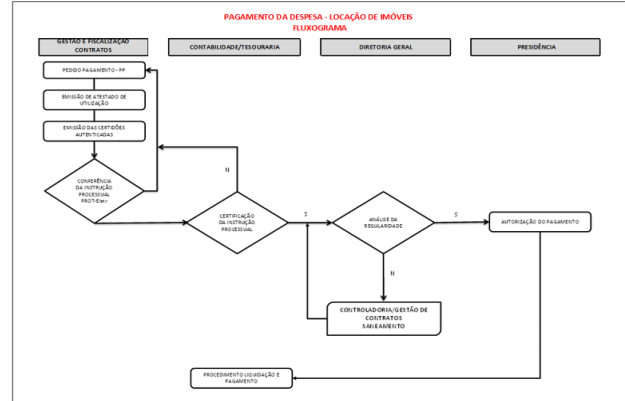 PAGAMENTO DA DESPESA - LOCAÇÃO DE IMÓVEIS
FLUXOGRAMA
GESTÃO E FISCALIZAÇÃO
CONTRATOS
CONTABILIDADE/TESOURARIA
DIRETORIA GERAL
PRESIDÊNCIA
PEDIDO PAGAMENTO - PP
EMISSÃO DE ATESTADO DE
UTILIZAÇÃO
EMISSÃO DAS CERTIDÕES
AUTENTICADAS
CONFERÊNCIA
DA INSTRUÇÃO
PROCESSUAL
N
CERTIFICAÇÃO
DA INSTRUÇÃO
PROCESSUAL
S
ANÁLISE DA
REGULARIDADE
S
AUTORIZAÇÃO DO PAGAMENTO
N
CONTROLADORIA/GESTÃO DE
CONTRATOS
SANEAMENTO
PROCEDIMENTO LIQUIDAÇÃO E
PAGAMENTO